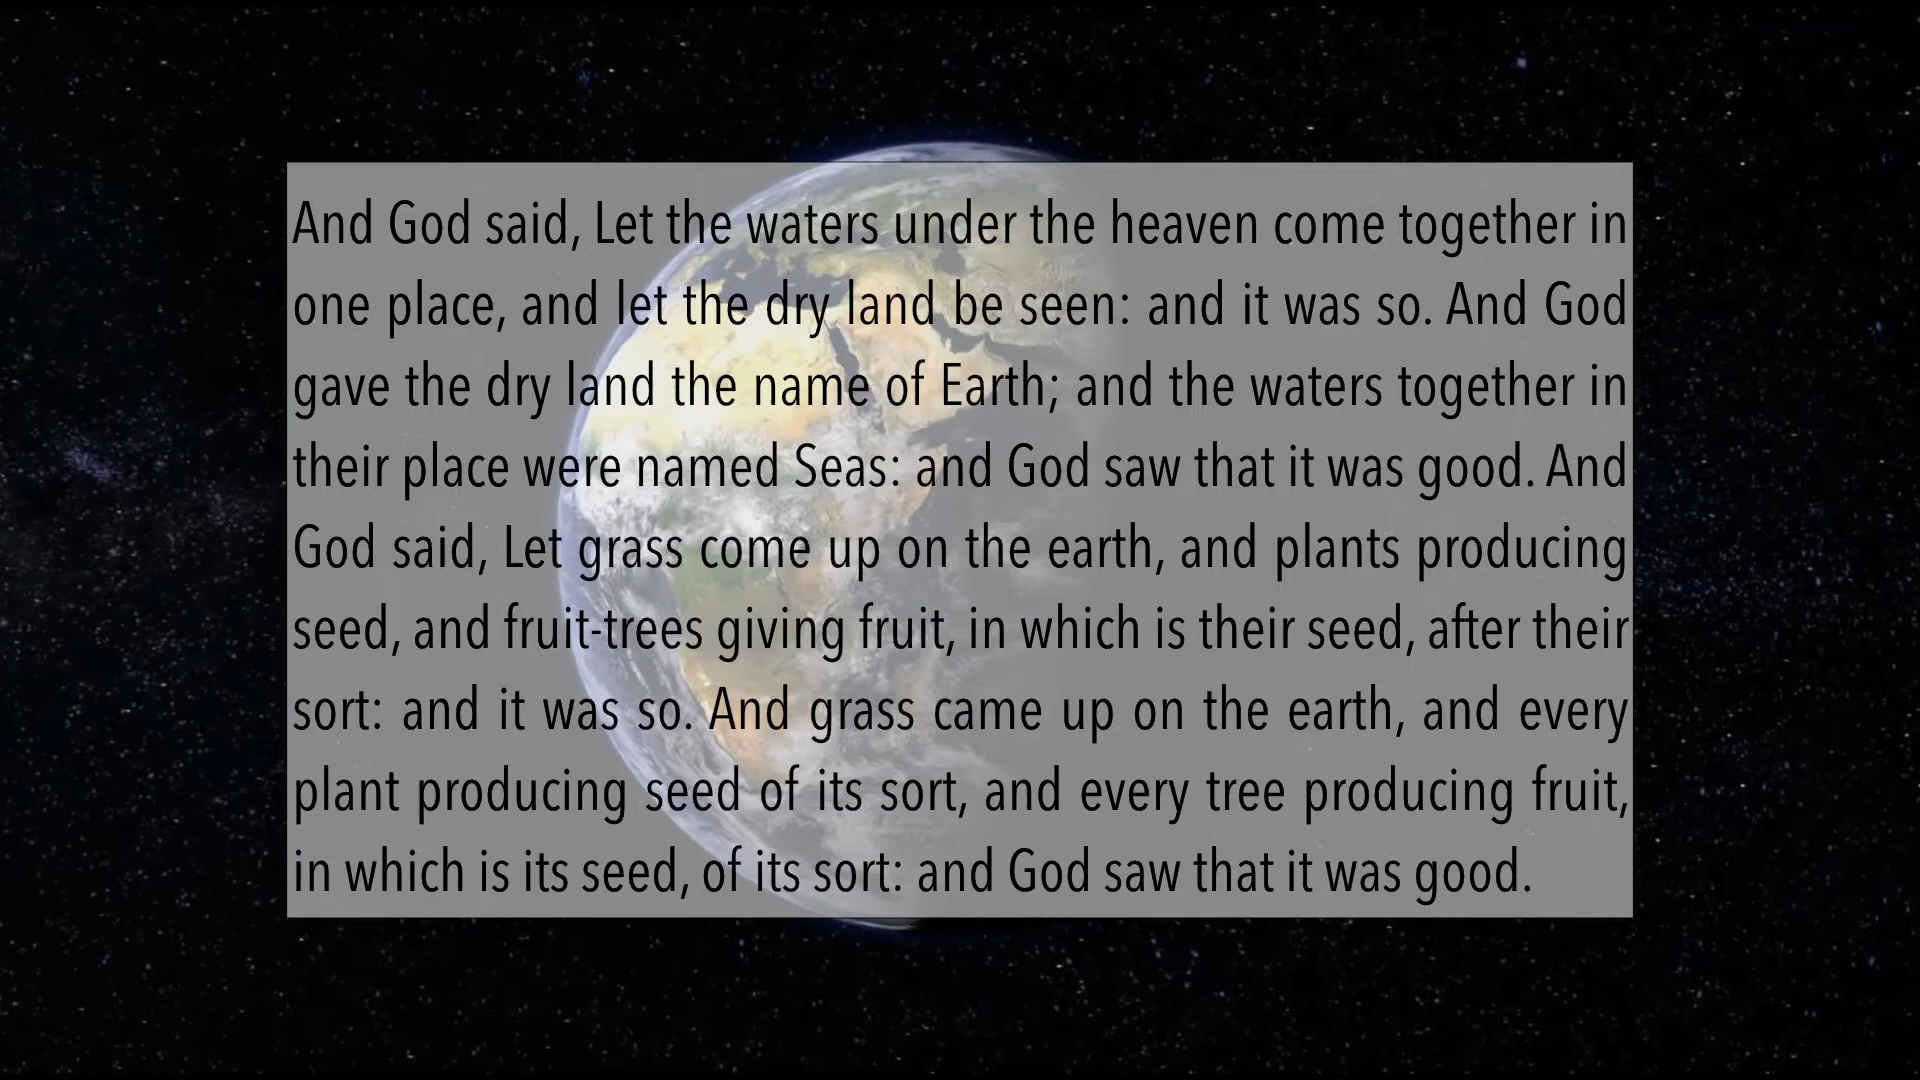 And God said, Let the waters under the heaven come together in
one place, and let the dry land be seen: and it was so. And God
gave the dry land the name of Earth; and the waters together in
their place were named Seas: and God saw that it was good. And
God said, Let grass come up on the earth, and plants producing
seed, and fruit-trees giving fruit, in which is their seed, after their
sort: and it was so. And grass came up on the earth, and every
plant producing seed of its sort, and every tree producing fruit,
in which is its seed, of its sort: and God saw that it was good.